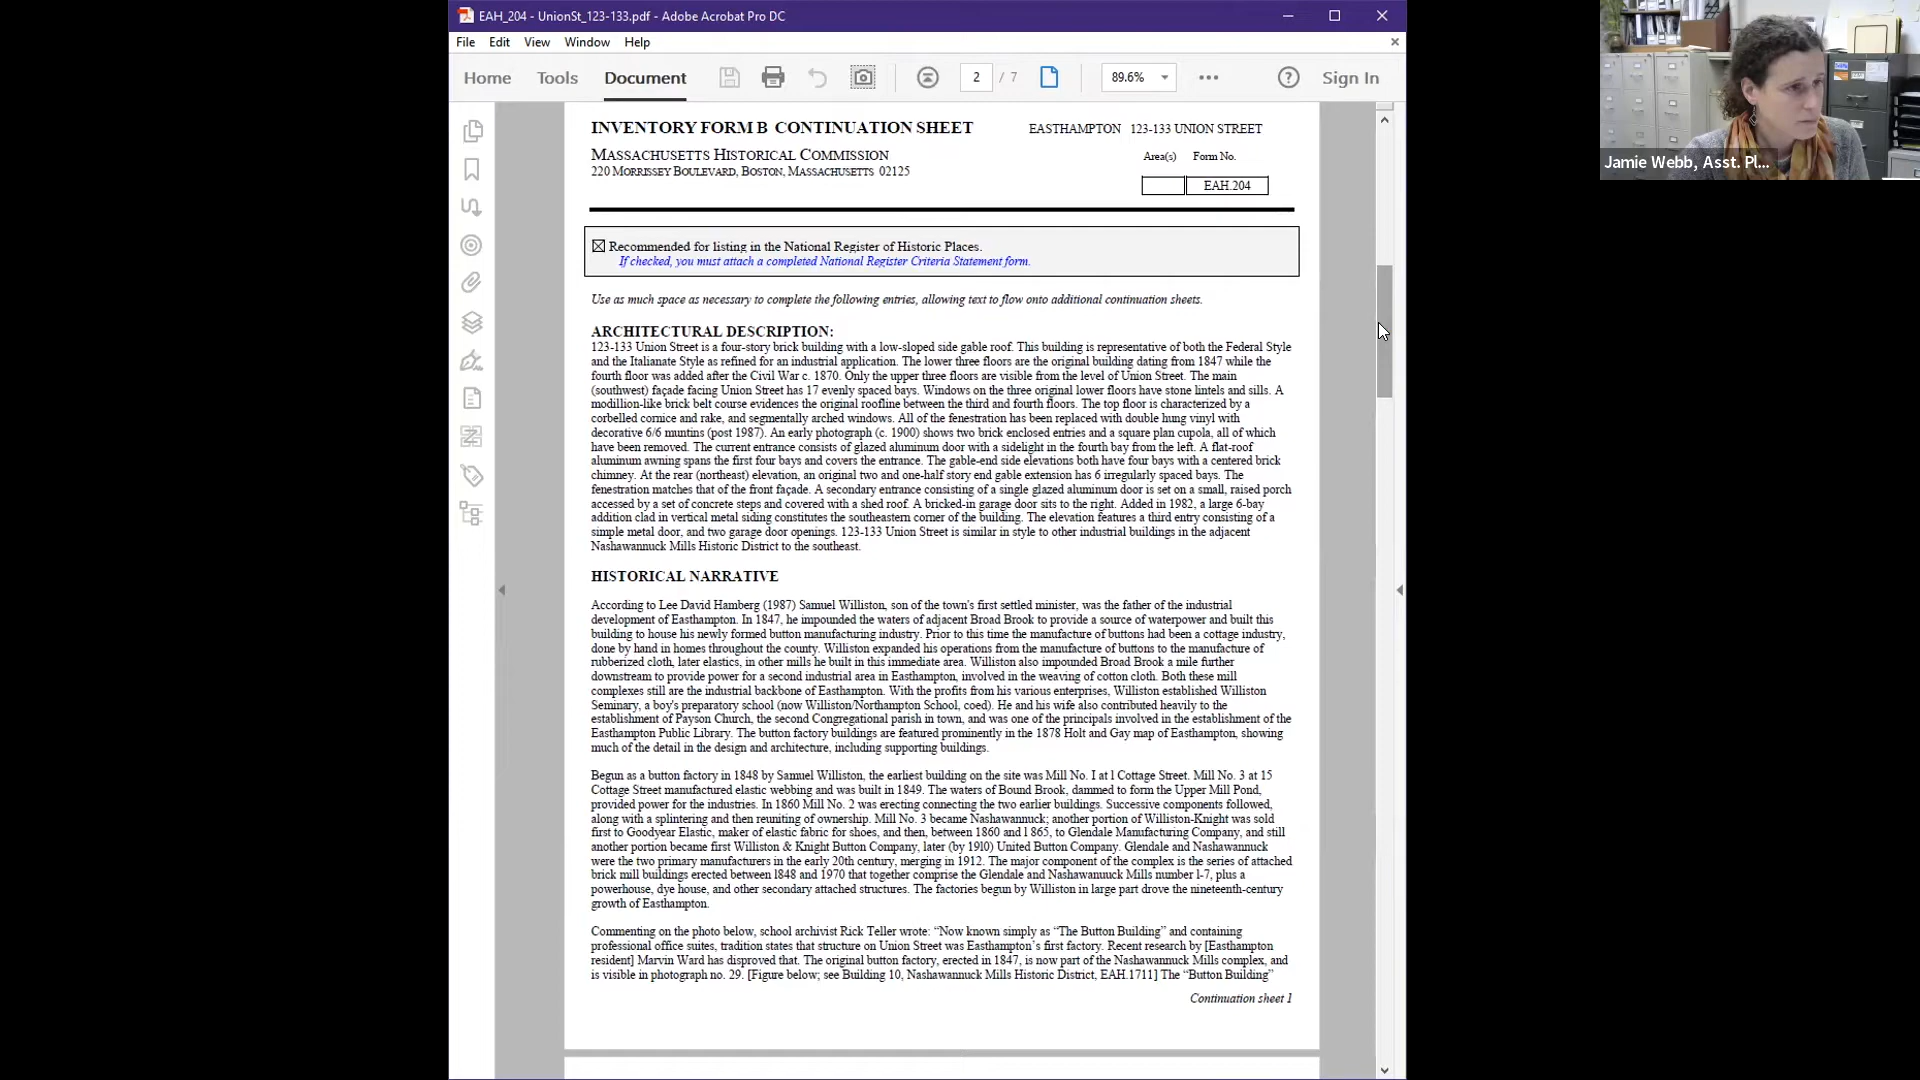 EAH_204 - UnionSt_123-133.pdf - Adobe Acrobat Pro DC
File Edit View Window Help
Home Tools Document 2 / 7 89.6% Sign In
INVENTORY FORM B CONTINUATION SHEET EASTHAMPTON 123-133 UNION STREET
MASSACHUSETTS HISTORICAL COMMISSION Area(s) Form No.
220 MORRISSEY BOULEVARD, BOSTON, MASSACHUSETTS 02125
EAH.204
Recommended for listing in the National Register of Historic Places.
If checked, you must attach a completed National Register Criteria Statement form.
Use as much space as necessary to complete the following entries, allowing text to flow onto additional continuation sheets.
ARCHITECTURAL DESCRIPTION:
123-133 Union Street is a four-story brick building with a low-sloped side gable roof. This building is representative of both the Federal Style
and the Italianate Style as refined for an industrial application. The lower three floors are the original building dating from 1847 while the
fourth floor was added after the Civil War c. 1870. Only the upper three floors are visible from the level of Union Street. The main
(southwest) façade facing Union Street has 17 evenly spaced bays. Windows on the three original lower floors have stone lintels and sills. A
modillion-like brick belt course evidences the original roofline between the third and fourth floors. The top floor is characterized by a
corbelled cornice and rake, and segmentally arched windows. All of the fenestration has been replaced with double hung vinyl with
decorative 6/6 muntins (post 1987). An early photograph (c. 1900) shows two brick enclosed entries and a square plan cupola, all of which
have been removed. The current entrance consists of glazed aluminum door with a sidelight in the fourth bay from the left. A flat-roof
aluminum awning spans the first four bays and covers the entrance. The gable-end side elevations both have four bays with a centered brick
chimney. At the rear (northeast) elevation, an original two and one-half story end gable extension has 6 irregularly spaced bays. The
fenestration matches that of the front façade. A secondary entrance consisting of a single glazed aluminum door is set on a small, raised porch
accessed by a set of concrete steps and covered with a shed roof. A bricked-in garage door sits to the right. Added in 1982, a large 6-bay
addition clad in vertical metal siding constitutes the southeastern corner of the building. The elevation features a third entry consisting of a
simple metal door, and two garage door openings. 123-133 Union Street is similar in style to other industrial buildings in the adjacent
Nashawannuck Mills Historic District to the southeast.
HISTORICAL NARRATIVE
According to Lee David Hamberg (1987) Samuel Williston, son of the town's first settled minister, was the father of the industrial
development of Easthampton. In 1847, he impounded the waters of adjacent Broad Brook to provide a source of waterpower and built this
building to house his newly formed button manufacturing industry. Prior to this time the manufacture of buttons had been a cottage industry,
done by hand in homes throughout the county. Williston expanded his operations from the manufacture of buttons to the manufacture of
rubberized cloth, later elastics, in other mills he built in this immediate area. Williston also impounded Broad Brook a mile further
downstream to provide power for a second industrial area in Easthampton, involved in the weaving of cotton cloth. Both these mill
complexes still are the industrial backbone of Easthampton. With the profits from his various enterprises, Williston established Williston
Seminary, a boy's preparatory school (now Williston/Northampton School, coed). He and his wife also contributed heavily to the
establishment of Payson Church, the second Congregational parish in town, and was one of the principals involved in the establishment of the
Easthampton Public Library. The button factory buildings are featured prominently in the 1878 Holt and Gay map of Easthampton, showing
much of the detail in the design and architecture, including supporting buildings.
Begun as a button factory in 1848 by Samuel Williston, the earliest building on the site was Mill No. I at l Cottage Street. Mill No. 3 at 15
Cottage Street manufactured elastic webbing and was built in 1849. The waters of Bound Brook, dammed to form the Upper Mill Pond,
provided power for the industries. In 1860 Mill No. 2 was erecting connecting the two earlier buildings. Successive components followed,
along with a splintering and then reuniting of ownership. Mill No. 3 became Nashawannuck; another portion of Williston-Knight was sold
first to Goodyear Elastic, maker of elastic fabric for shoes, and then, between 1860 and l 865, to Glendale Manufacturing Company, and still
another portion became first Williston & Knight Button Company, later (by 19l0) United Button Company. Glendale and Nashawannuck
were the two primary manufacturers in the early 20th century, merging in 1912. The major component of the complex is the series of attached
brick mill buildings erected between l848 and 1970 that together comprise the Glendale and Nashawanuuck Mills number l-7, plus a
powerhouse, dye house, and other secondary attached structures. The factories begun by Williston in large part drove the nineteenth-century
growth of Easthampton.
Commenting on the photo below, school archivist Rick Teller wrote: “Now known simply as “The Button Building” and containing
professional office suites, tradition states that structure on Union Street was Easthampton’s first factory. Recent research by [Easthampton
resident] Marvin Ward has disproved that. The original button factory, erected in 1847, is now part of the Nashawannuck Mills complex, and
is visible in photograph no. 29. [Figure below; see Building 10, Nashawannuck Mills Historic District, EAH.1711] The “Button Building”
Continuation sheet 1
Jamie Webb, Asst. Pl...